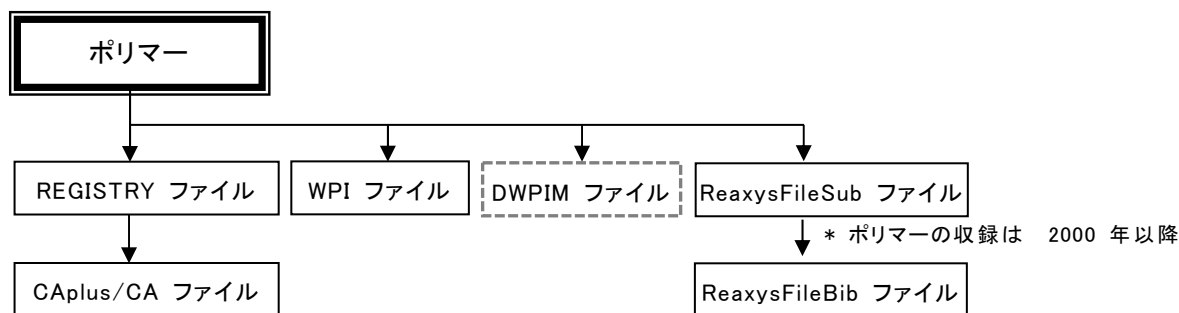 ポリマー
REGISTRY ファイル
WPI ファイル
DWPIM ファイル
ReaxysFileSub ファイル
* ポリマーの収録は 2000 年以降
CAplus/CA ファイル
ReaxysFileBib ファイル